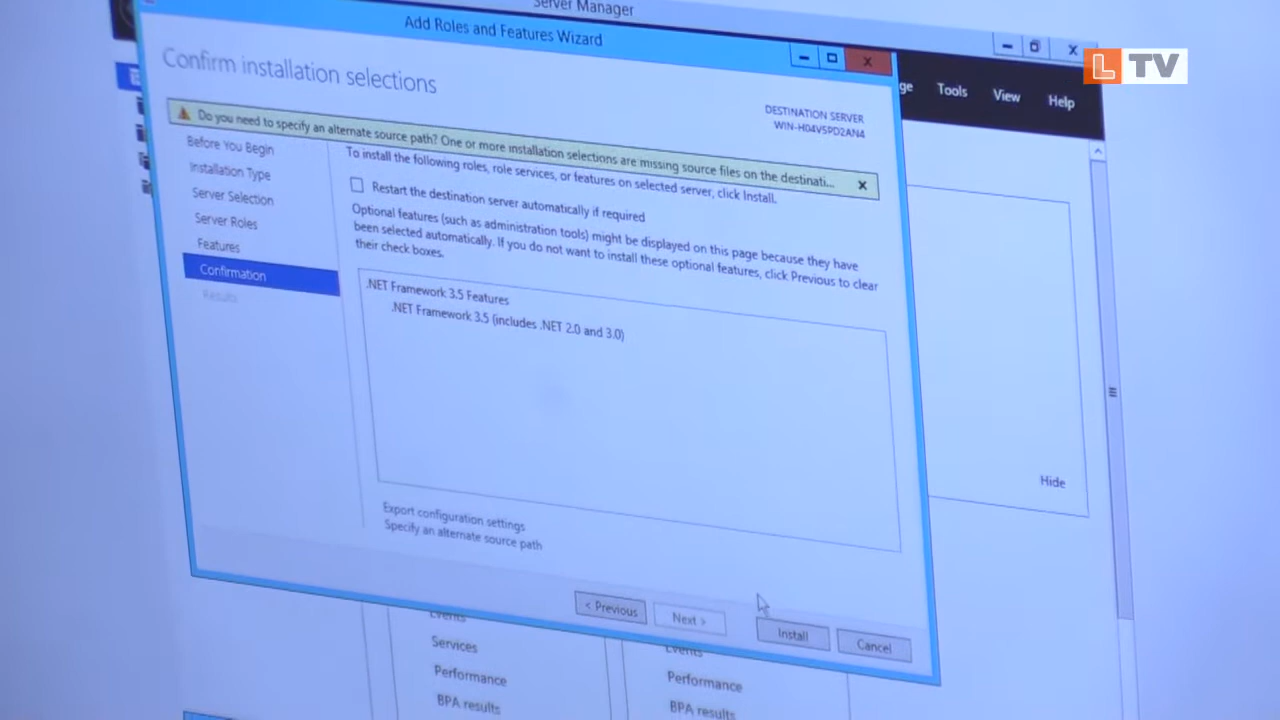 Server Manager
Add Roles and Features Wizard
L TV
ge Tools View Help
Confirm installation selections
DESTINATION SERVER
WIN-H04V5PD2AN4
Do you need to specify an alternate source path? One or more installation selections are missing source files on the destinati...
Before You Begin
Installation Type
Server Selection
Server Roles
Features
Confirmation
Results
To install the following roles, role services, or features on selected server, click Install.
Restart the destination server automatically if required
Optional features (such as administration tools) might be displayed on this page because they have
been selected automatically. If you do not want to install these optional features, click Previous to clear
their check boxes.
.NET Framework 3.5 Features
.NET Framework 3.5 (includes .NET 2.0 and 3.0)
Hide
Export configuration settings
Specify an alternate source path
< Previous
Next >
Install
Cancel
Events
Services
Performance
BPA results
Events
Performance
BPA results